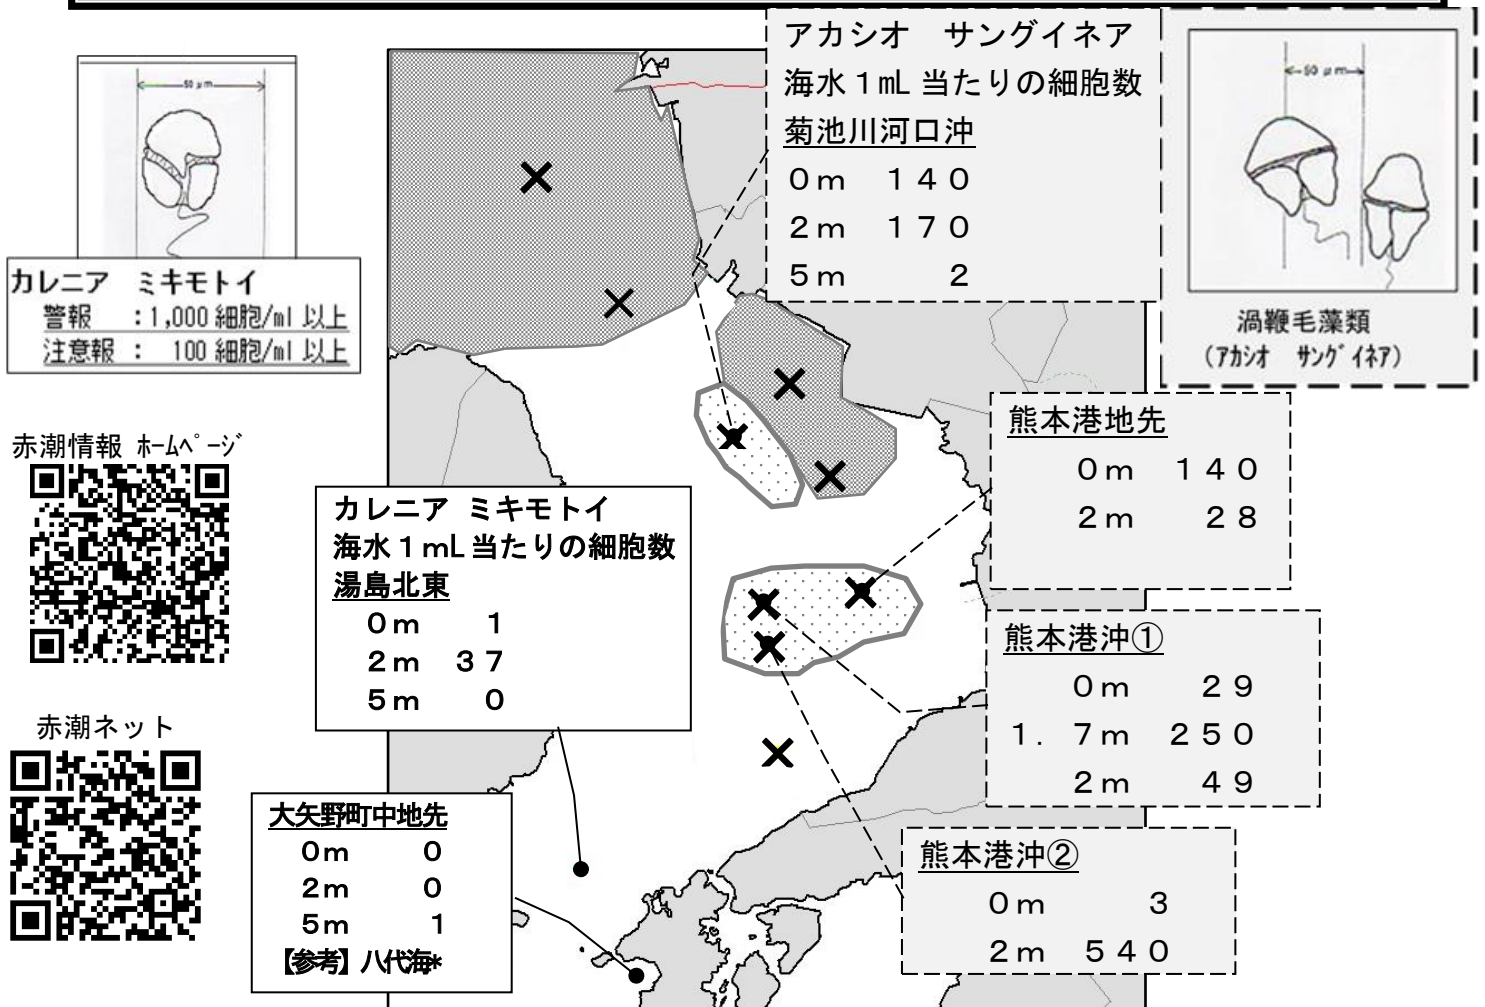 アカシオ　サングイネア
海水１mL当たりの細胞数
菊池川河口沖
０ｍ　１４０
２ｍ　１７０
５ｍ　　　２
50 μm
渦鞭毛藻類
（ｱｶｼｵ　ｻﾝｸﾞｲﾈｱ）
50 μm
カレニア　ミキモトイ
警報　：1,000 細胞/ml 以上
注意報 ：　100 細胞/ml 以上
赤潮情報 ﾎｰﾑﾍﾟｰｼﾞ
赤潮ネット
カレニア ミキモトイ
海水１mL当たりの細胞数
湯島北東
０ｍ　　１
２ｍ　３７
５ｍ　　０
大矢野町中地先
０ｍ　　０
２ｍ　　０
５ｍ　　１
【参考】八代海*
熊本港地先
０ｍ　１４０
２ｍ　　２８
熊本港沖①
０ｍ　　２９
１．７ｍ　２５０
２ｍ　　４９
熊本港沖②
０ｍ　　　３
２ｍ　５４０